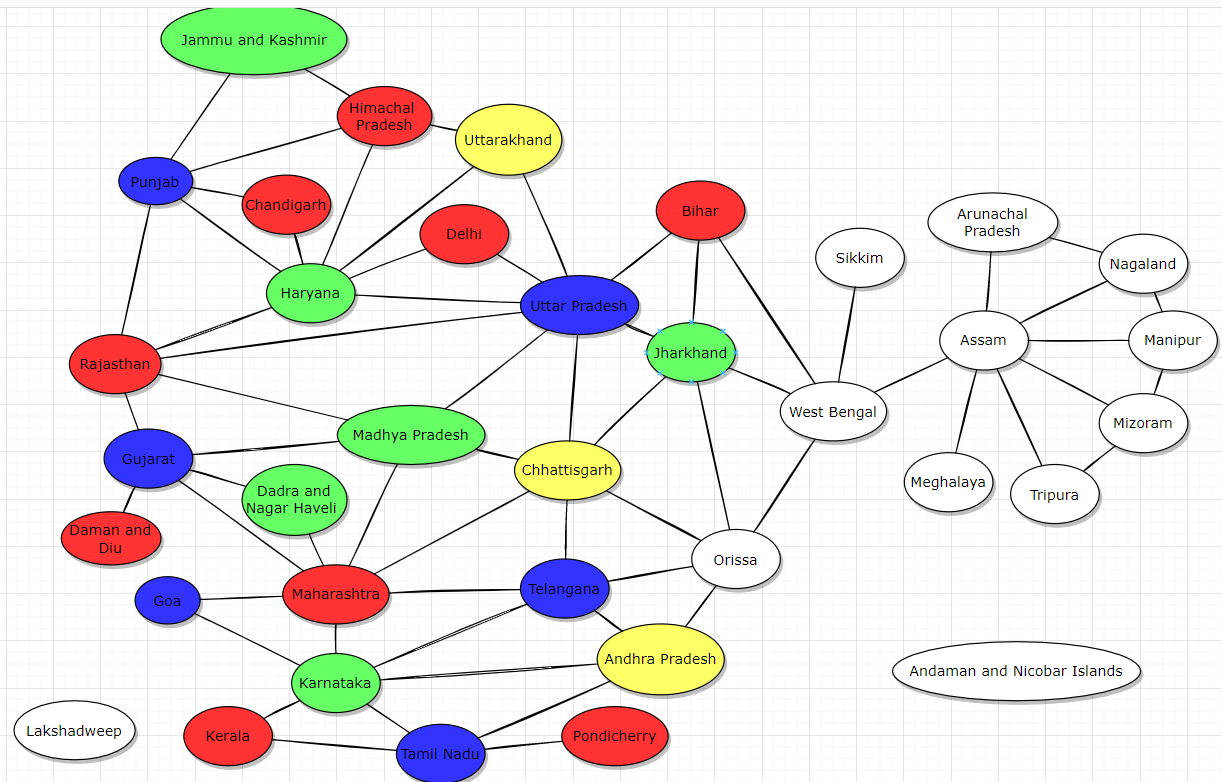 Jammu and Kashmir
Himachal
Pradesh
Uttarakhand
Punjab
Chandigarh
Delhi
Bihar
Arunachal
Pradesh
Sikkim
Nagaland
Haryana
Uttar Pradesh
Jharkhand
Assam
Manipur
Rajasthan
West Bengal
Mizoram
Madhya Pradesh
Gujarat
Chhattisgarh
Meghalaya
Tripura
Dadra and
Nagar Haveli
Daman and
Diu
Orissa
Goa
Maharashtra
Telangana
Andhra Pradesh
Andaman and Nicobar Islands
Karnataka
Lakshadweep
Kerala
Tamil Nadu
Pondicherry